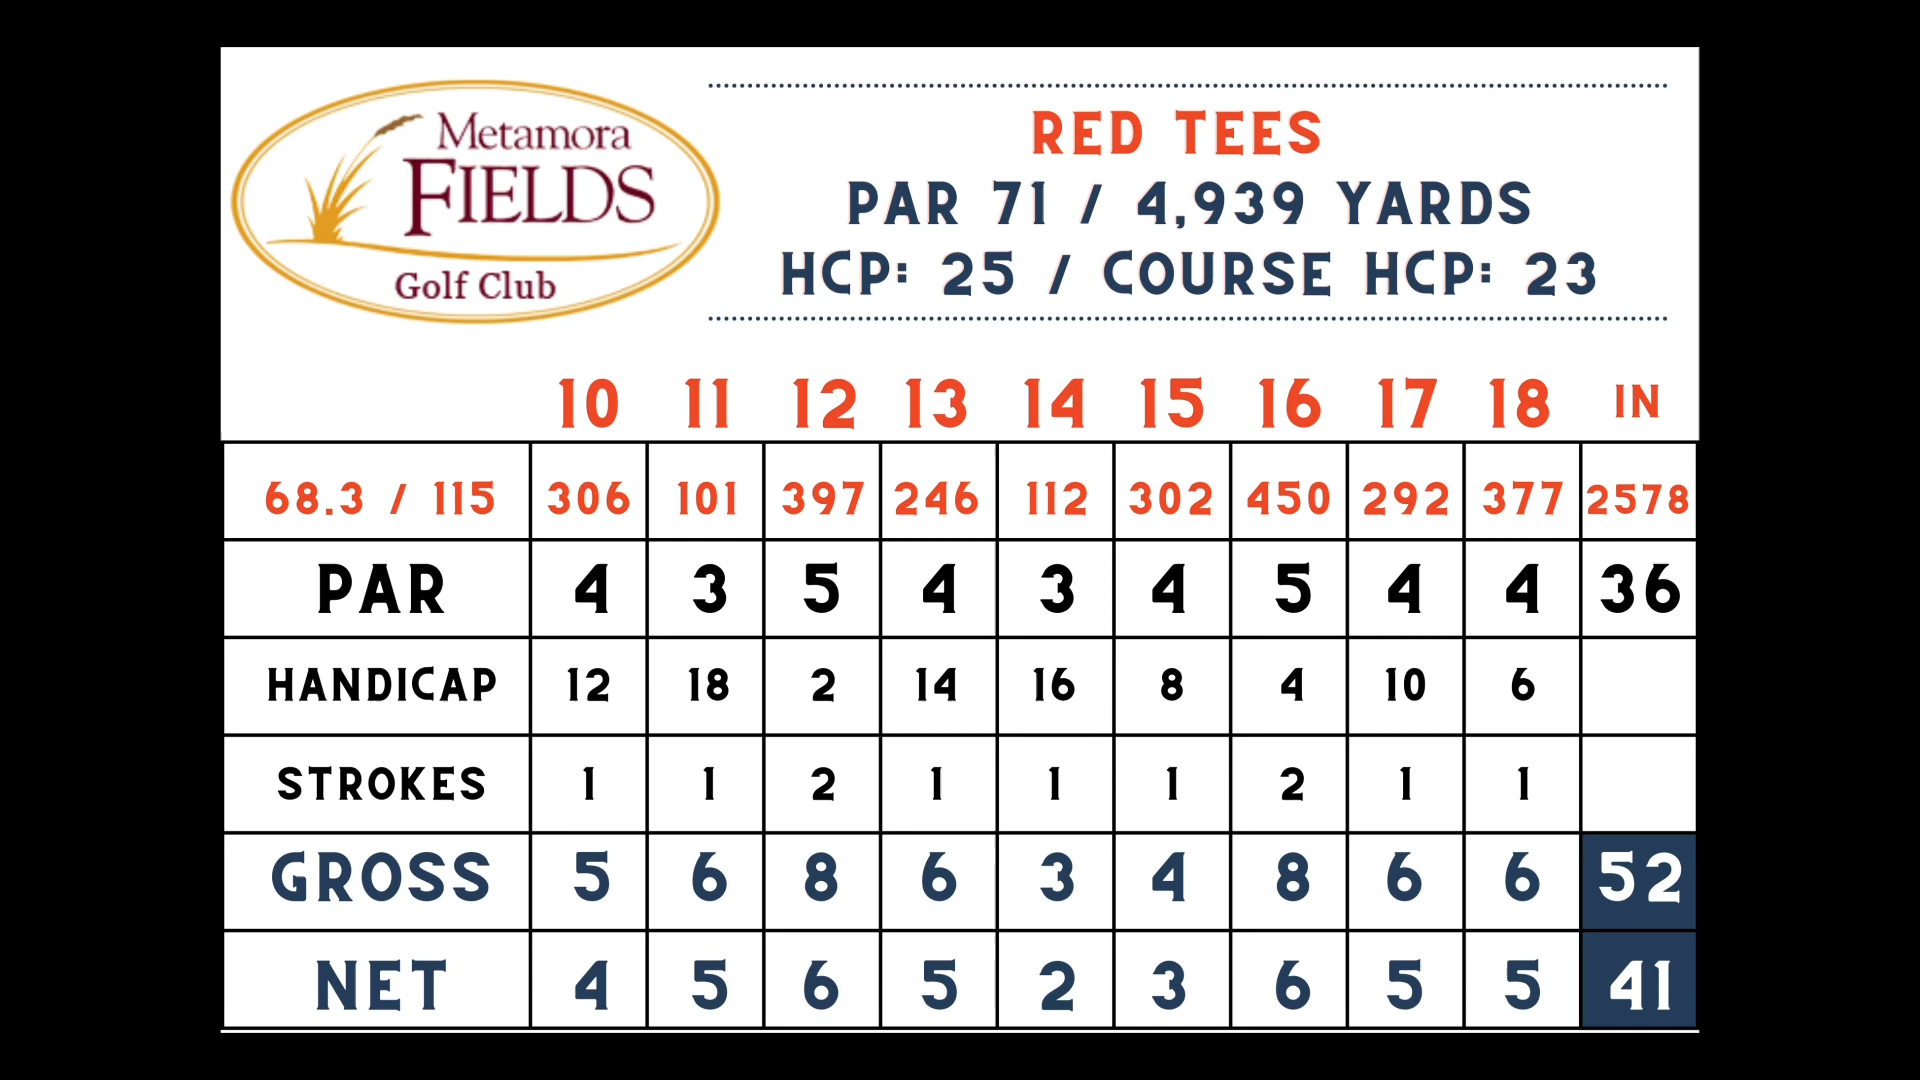 Metamora
FIELDS
Golf Club
RED TEES
PAR 71 / 4,939 YARDS
HCP: 25 / COURSE HCP: 23
10 11 12 13 14 15 16 17 18 IN
68.3 / 115 306 101 397 246 112 302 450 292 377 2578
PAR 4 3 5 4 3 4 5 4 4 36
HANDICAP 12 18 2 14 16 8 4 10 6
STROKES 1 1 2 1 1 1 2 1 1
GROSS 5 6 8 6 3 4 8 6 6 52
NET 4 5 6 5 2 3 6 5 5 41